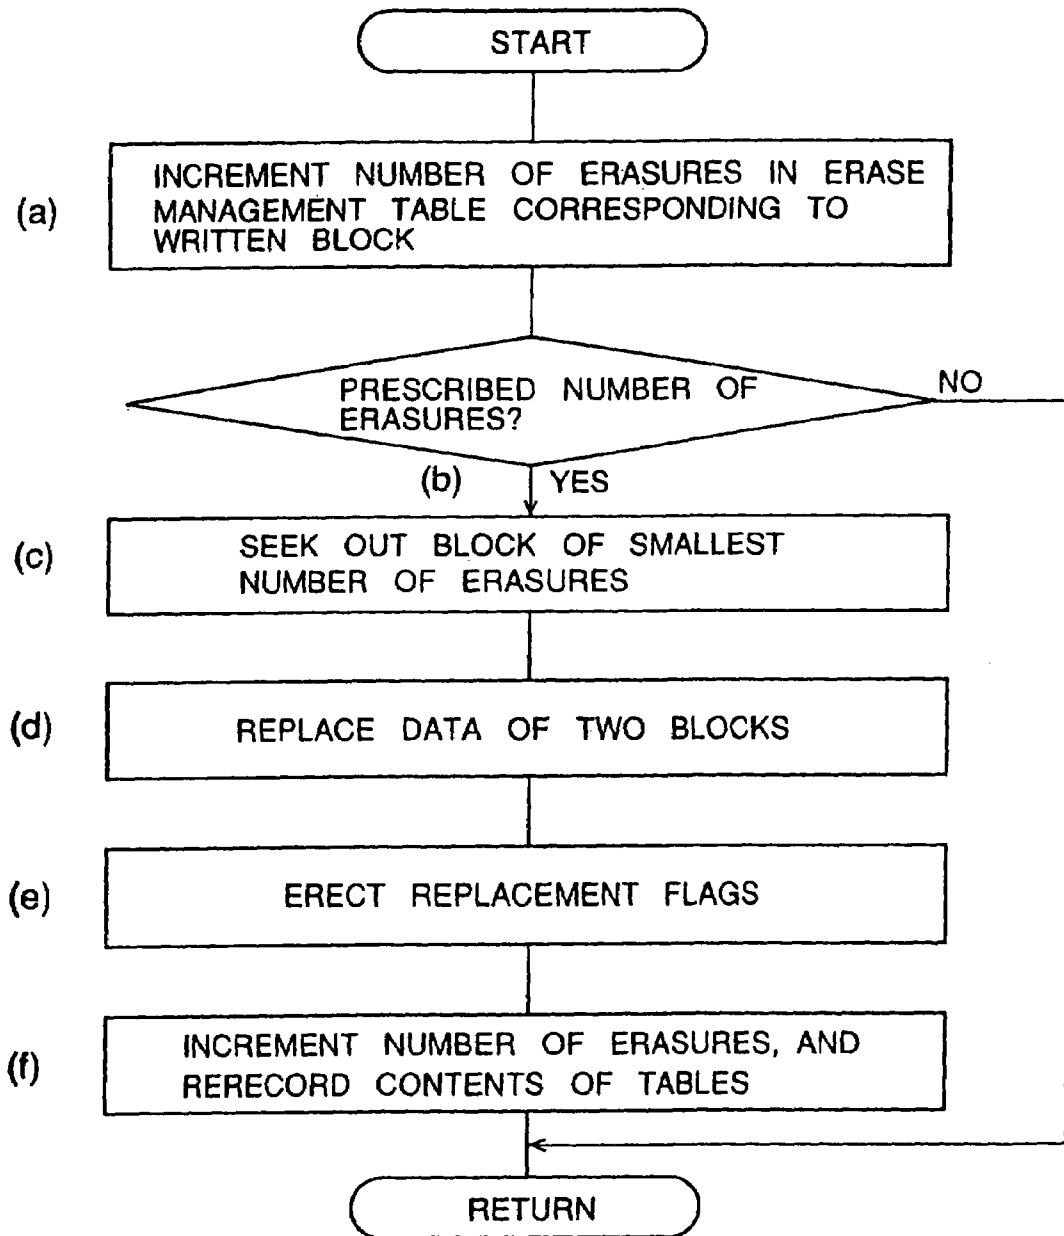 START
(a)
INCREMENT NUMBER OF ERASURES IN ERASE
MANAGEMENT TABLE CORRESPONDING TO
WRITTEN BLOCK
PRESCRIBED NUMBER OF
ERASURES?
NO
(b)
YES
(c)
SEEK OUT BLOCK OF SMALLEST
NUMBER OF ERASURES
(d)
REPLACE DATA OF TWO BLOCKS
(e)
ERECT REPLACEMENT FLAGS
(f)
INCREMENT NUMBER OF ERASURES, AND
RERECORD CONTENTS OF TABLES
RETURN